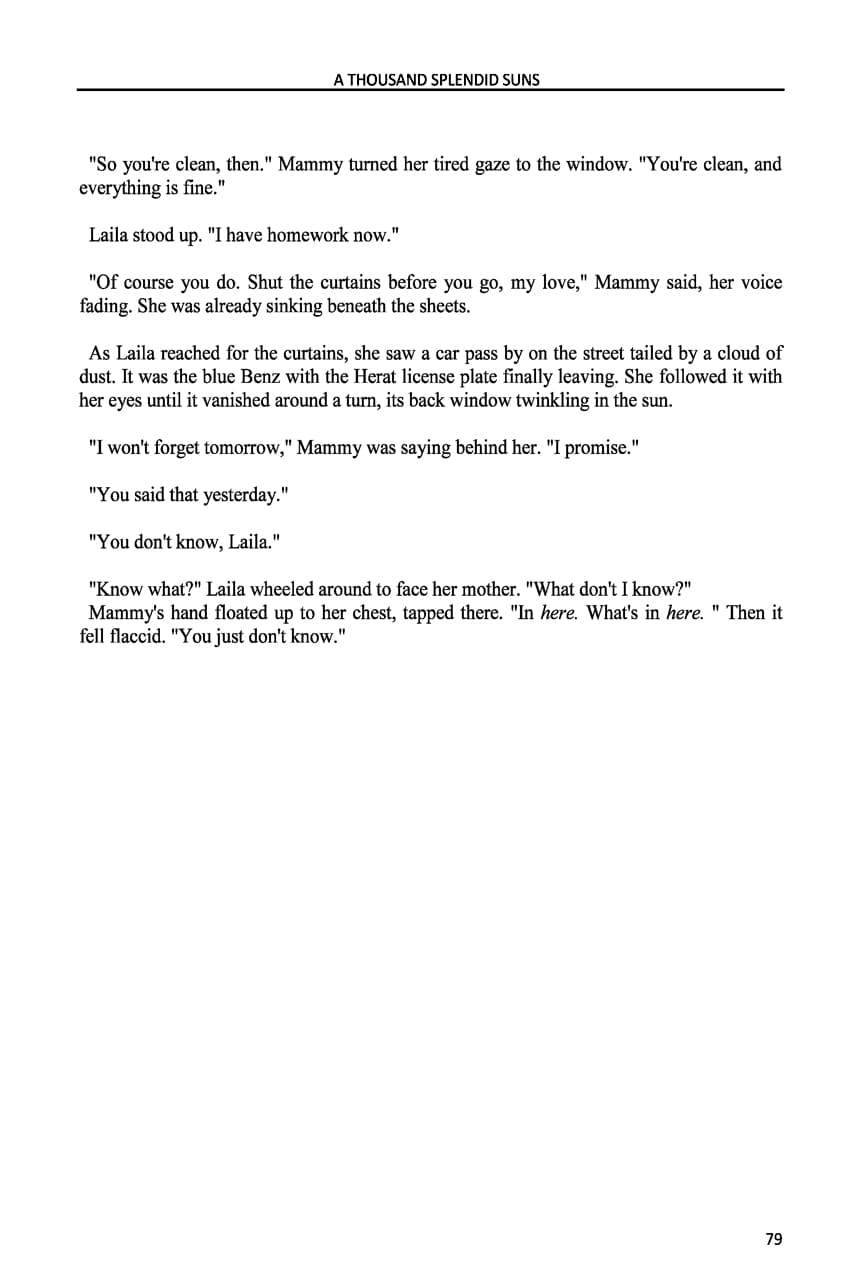 A THOUSAND SPLENDID SUNS
"So you're clean, then." Mammy turned her tired gaze to the window. "You're clean, and
everything is fine."
Laila stood up. "I have homework now."
"Of course you do. Shut the curtains before you go, my love," Mammy said, her voice
fading. She was already sinking beneath the sheets.
As Laila reached for the curtains, she saw a car pass by on the street tailed by a cloud of
dust. It was the blue Benz with the Herat license plate finally leaving. She followed it with
her eyes until it vanished around a turn, its back window twinkling in the sun.
"I won't forget tomorrow," Mammy was saying behind her. "I promise."
"You said that yesterday."
"You don't know, Laila."
"Know what?" Laila wheeled around to face her mother. "What don't I know?"
Mammy's hand floated up to her chest, tapped there. "In here. What's in here. " Then it
fell flaccid. "You just don't know."
79